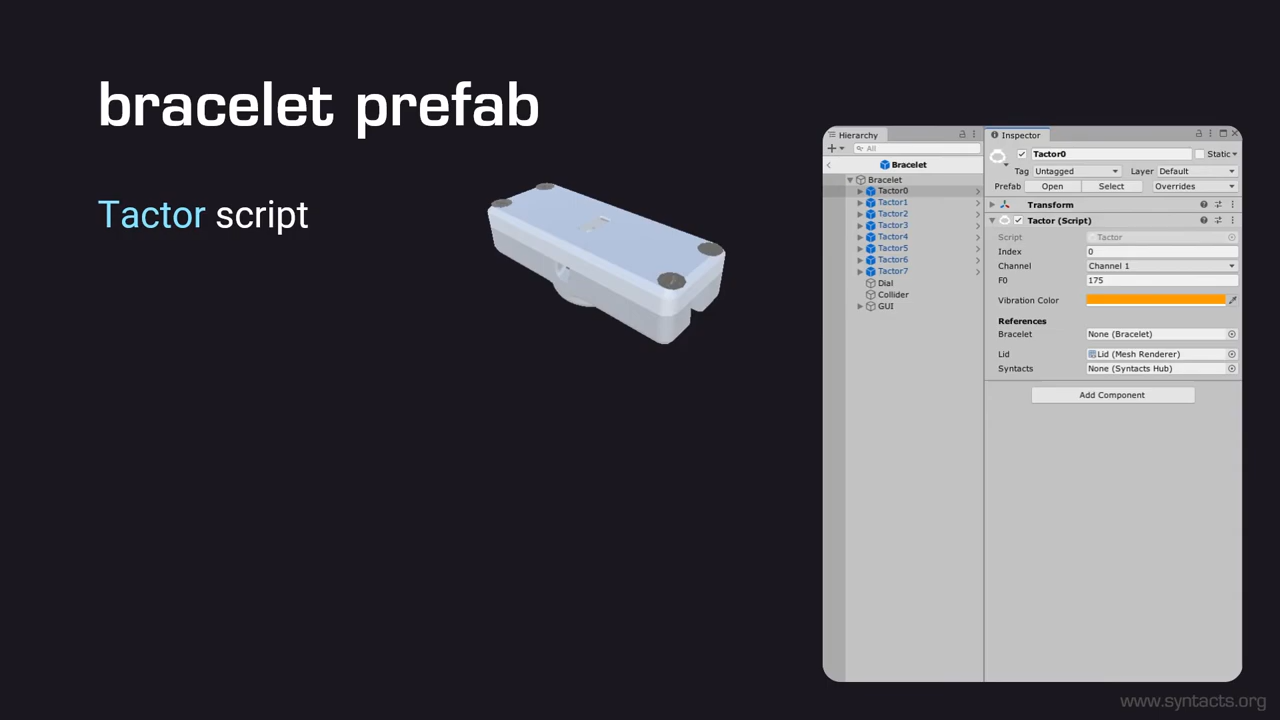 bracelet prefab
Tactor script
Hierarchy
All
Bracelet
Bracelet
Tactor0
Tactor1
Tactor2
Tactor3
Tactor4
Tactor5
Tactor6
Tactor7
Dial
Collider
GUI
Inspector
Tactor0
Static
Tag Untagged Layer Default
Prefab Open Select Overrides
Transform
Tactor (Script)
Script Tactor
Index 0
Channel Channel 1
F0 175
Vibration Color
References
Bracelet None (Bracelet)
Lid Lid (Mesh Renderer)
Syntacts None (Syntacts Hub)
Add Component
www.syntacts.org